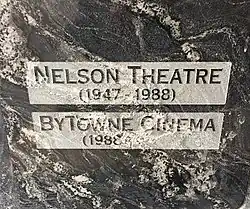 NELSON THEATRE
(1947-1988)
BYTOWNE CINEMA
(1988